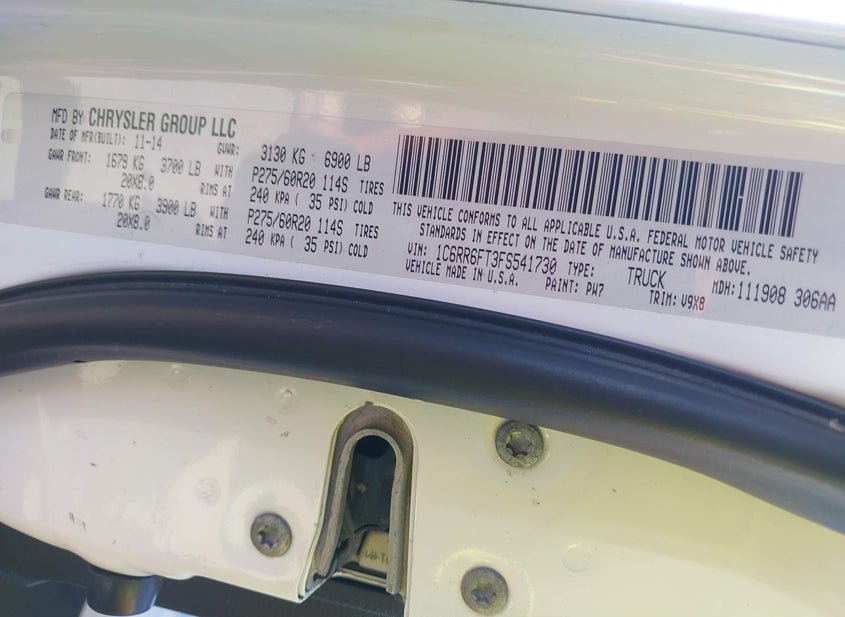 MFD BY CHRYSLER GROUP LLC
DATE OF MFR(BUILT): 11-14 GVWR: 3130 KG 6900 LB
GAWR FRONT: 1679 KG 3700 LB WITH P275/60R20 114S TIRES
20X8.0 RIMS AT 240 KPA ( 35 PSI) COLD
GAWR REAR: 1770 KG 3900 LB WITH P275/60R20 114S TIRES
20X8.0 RIMS AT 240 KPA ( 35 PSI) COLD
THIS VEHICLE CONFORMS TO ALL APPLICABLE U.S.A. FEDERAL MOTOR VEHICLE SAFETY
STANDARDS IN EFFECT ON THE DATE OF MANUFACTURE SHOWN ABOVE.
VIN: 1C6RR6FT3FS541730 TYPE: TRUCK MDH:111908 306AA
VEHICLE MADE IN U.S.A. PAINT: PW7 TRIM: V9X8